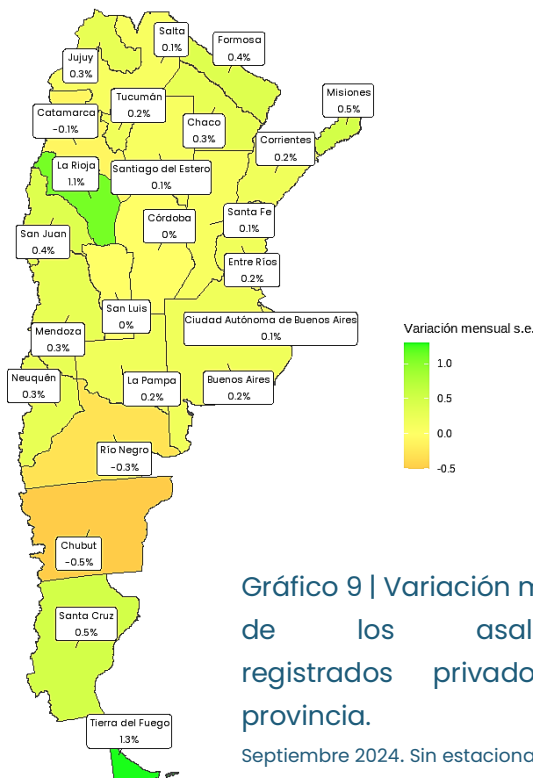 Salta
0.1%
Formosa
0.4%
Jujuy
0.3%
Misiones
0.5%
Tucumán
0.2%
Catamarca
-0.1%
Chaco
0.3%
Corrientes
0.2%
La Rioja
1.1%
Santiago del Estero
0.1%
Santa Fe
0.1%
Córdoba
0%
San Juan
0.4%
Entre Ríos
0.2%
San Luis
0%
Ciudad Autónoma de Buenos Aires
0.1%
Mendoza
0.3%
Neuquén
0.3%
La Pampa
0.2%
Buenos Aires
0.2%
Río Negro
-0.3%
Chubut
-0.5%
Santa Cruz
0.5%
Tierra del Fuego
1.3%
Variación mensual s.e.
1.0
0.5
0.0
-0.5
Gráfico 9 | Variación m
de los asal
registrados privado
provincia.
Septiembre 2024. Sin estaciona